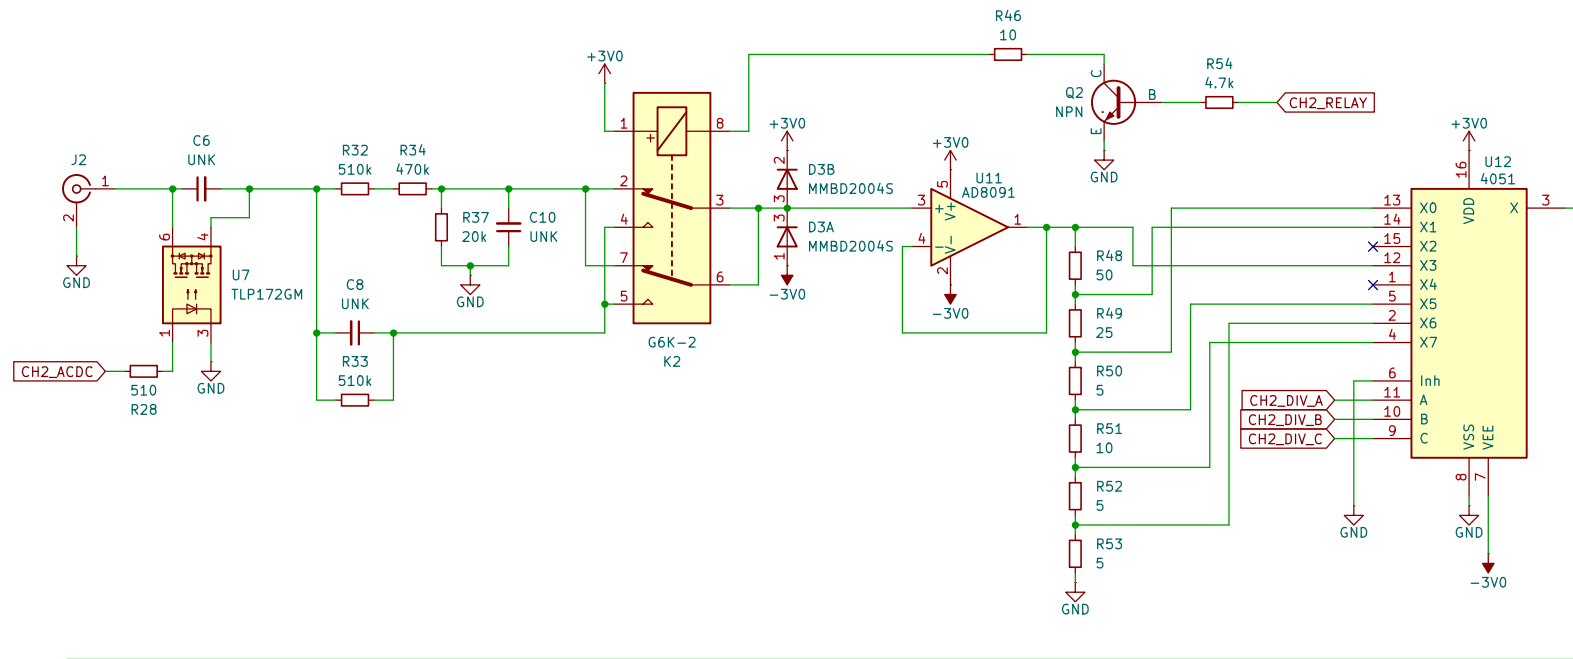 R46
10
+3V0
R54
4.7k
C
Q2
NPN
B
CH2_RELAY
E
GND
1
+
8
+3V0
2
D3B
MMBD2004S
3
+3V0
U11
AD8091
5
V+
3
+
1
4
-
V-
2
-3V0
3
D3A
MMBD2004S
1
-3V0
J2
1
2
GND
C6
UNK
R32
510k
R34
470k
2
3
4
7
6
5
G6K-2
K2
R37
20k
C10
UNK
GND
6
4
U7
TLP172GM
1
3
C8
UNK
R33
510k
CH2_ACDC
510
R28
GND
R48
50
R49
25
R50
5
R51
10
R52
5
R53
5
GND
+3V0
16
U12
4051
VDD
13
X0
X
3
14
X1
15
X2
12
X3
1
X4
5
X5
2
X6
4
X7
6
Inh
CH2_DIV_A
11
A
CH2_DIV_B
10
B
CH2_DIV_C
9
C
VSS
VEE
8
7
GND
GND
-3V0